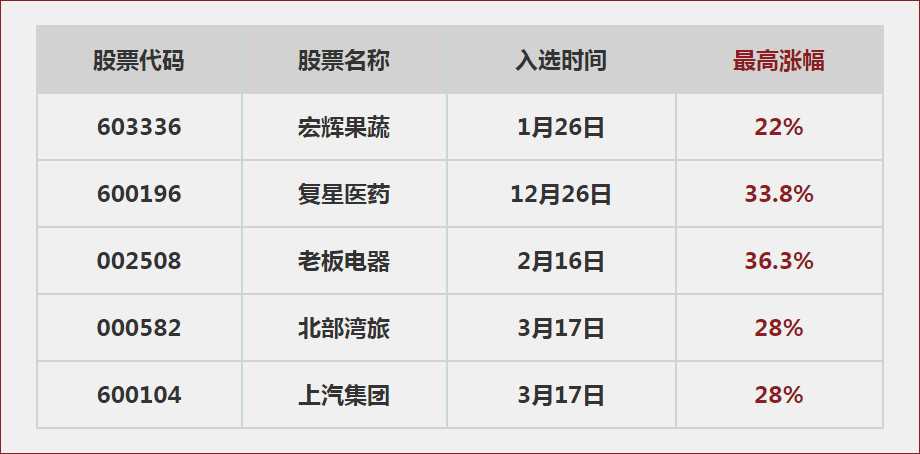 股票代码 股票名称 入选时间 最高涨幅
603336 宏辉果蔬 1月26日 22%
600196 复星医药 12月26日 33.8%
002508 老板电器 2月16日 36.3%
000582 北部湾旅 3月17日 28%
600104 上汽集团 3月17日 28%